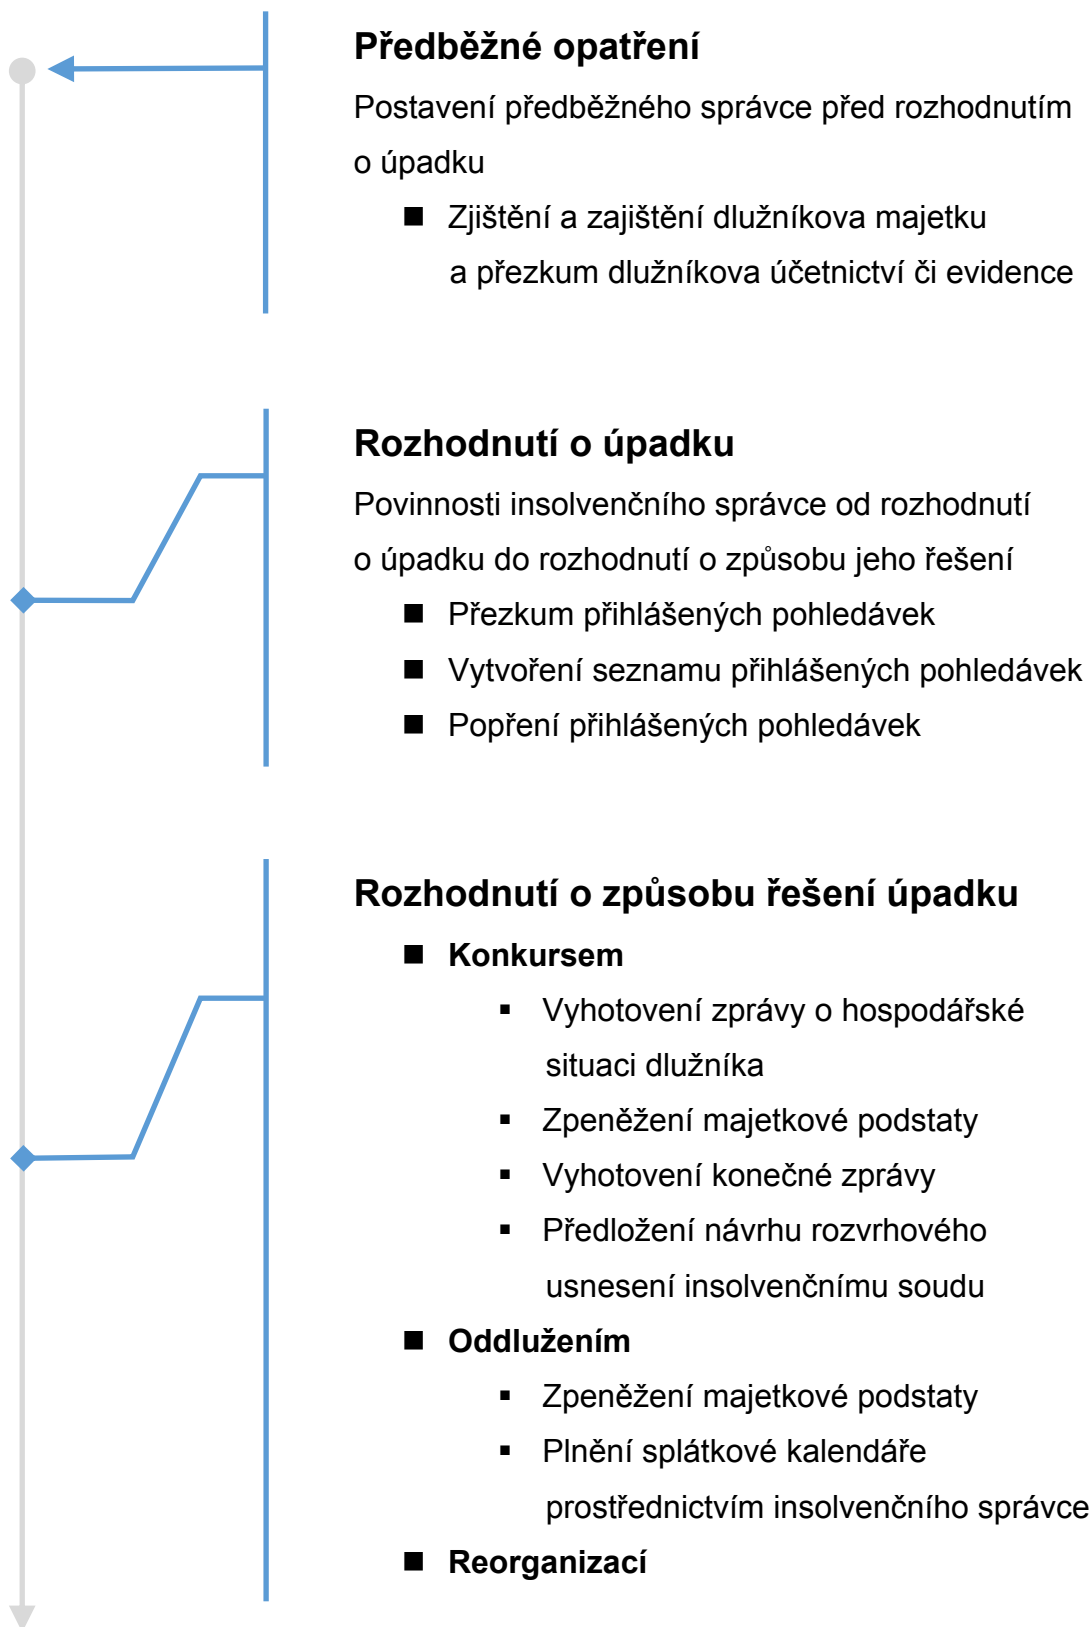 Předběžné opatření
Postavení předběžného správce před rozhodnutím
o úpadku
■ Zjištění a zajištění dlužníkova majetku
a přezkum dlužníkova účetnictví či evidence
Rozhodnutí o úpadku
Povinnosti insolvenčního správce od rozhodnutí
o úpadku do rozhodnutí o způsobu jeho řešení
■ Přezkum přihlášených pohledávek
■ Vytvoření seznamu přihlášených pohledávek
■ Popření přihlášených pohledávek
Rozhodnutí o způsobu řešení úpadku
■ Konkursem
▪ Vyhotovení zprávy o hospodářské
situaci dlužníka
▪ Zpeněžení majetkové podstaty
▪ Vyhotovení konečné zprávy
▪ Předložení návrhu rozvrhového
usnesení insolvenčnímu soudu
■ Oddlužením
▪ Zpeněžení majetkové podstaty
▪ Plnění splátkové kalendáře
prostřednictvím insolvenčního správce
■ Reorganizací